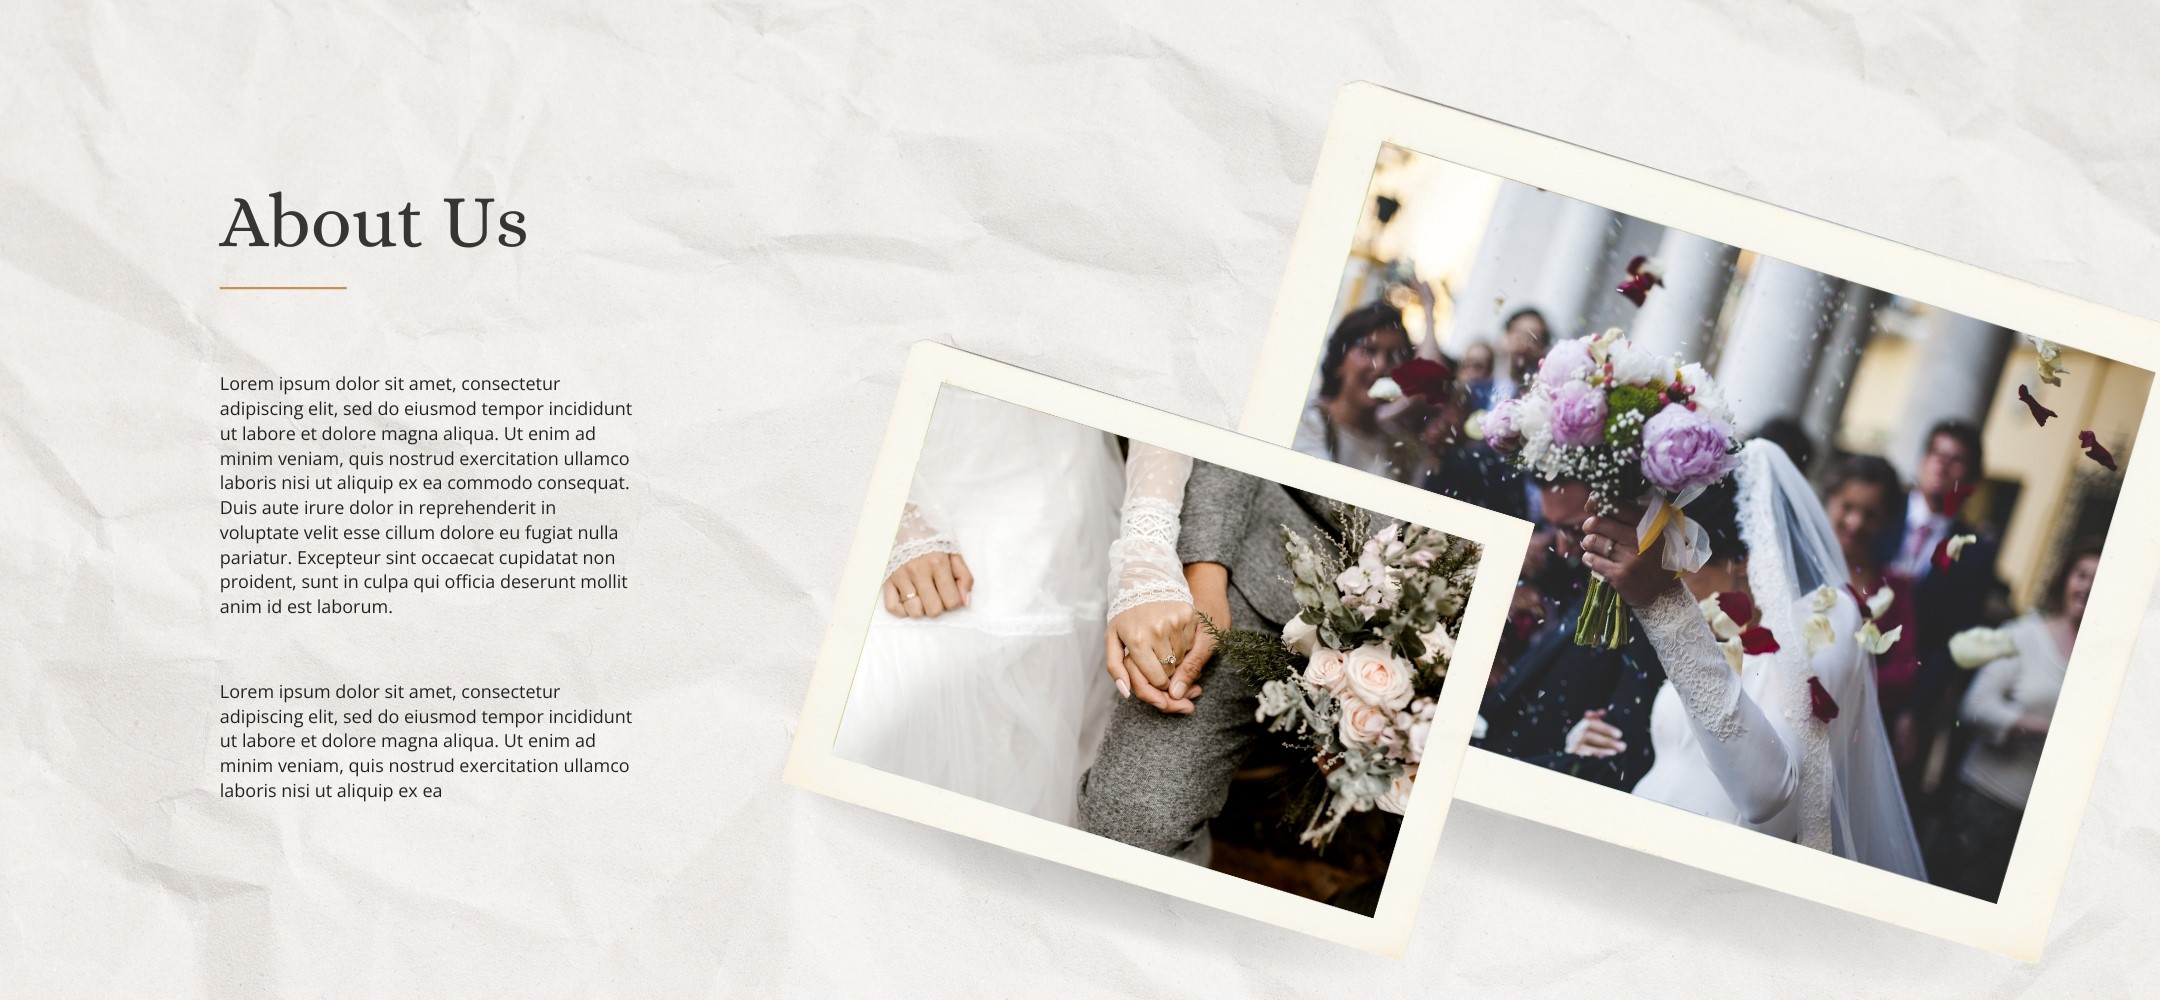 About Us
Lorem ipsum dolor sit amet, consectetur
adipiscing elit, sed do eiusmod tempor incididunt
ut labore et dolore magna aliqua. Ut enim ad
minim veniam, quis nostrud exercitation ullamco
laboris nisi ut aliquip ex ea commodo consequat.
Duis aute irure dolor in reprehenderit in
voluptate velit esse cillum dolore eu fugiat nulla
pariatur. Excepteur sint occaecat cupidatat non
proident, sunt in culpa qui officia deserunt mollit
anim id est laborum.
Lorem ipsum dolor sit amet, consectetur
adipiscing elit, sed do eiusmod tempor incididunt
ut labore et dolore magna aliqua. Ut enim ad
minim veniam, quis nostrud exercitation ullamco
laboris nisi ut aliquip ex ea